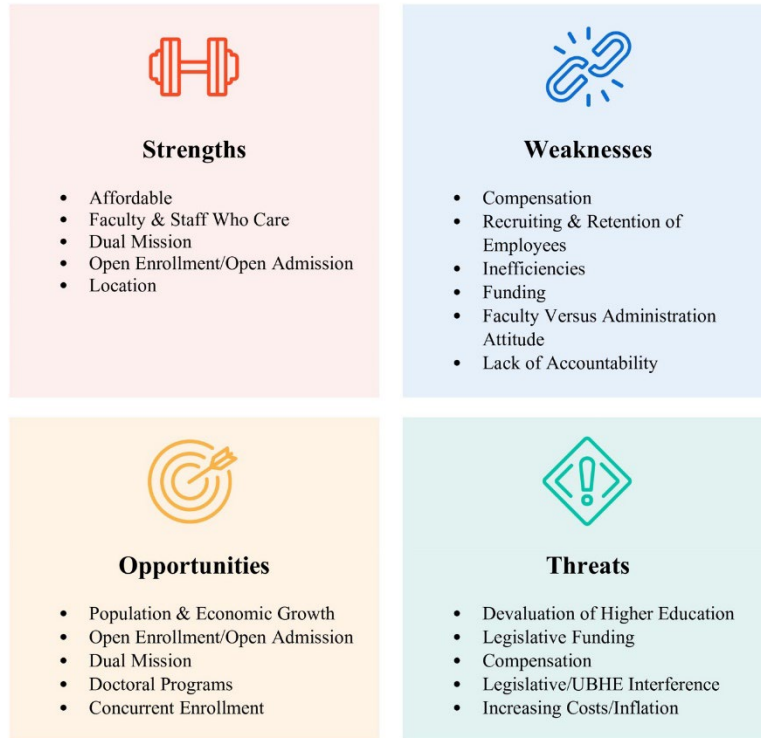 Strengths
• Affordable
• Faculty & Staff Who Care
• Dual Mission
• Open Enrollment/Open Admission
• Location
Weaknesses
• Compensation
• Recruiting & Retention of
Employees
• Inefficiencies
• Funding
• Faculty Versus Administration
Attitude
• Lack of Accountability
Opportunities
• Population & Economic Growth
• Open Enrollment/Open Admission
• Dual Mission
• Doctoral Programs
• Concurrent Enrollment
Threats
• Devaluation of Higher Education
• Legislative Funding
• Compensation
• Legislative/UBHE Interference
• Increasing Costs/Inflation